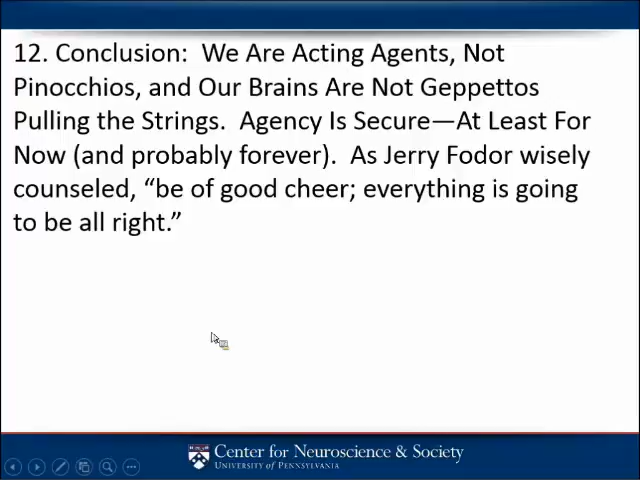 12. Conclusion:  We Are Acting Agents, Not
Pinocchios, and Our Brains Are Not Geppettos
Pulling the Strings.  Agency Is Secure—At Least For
Now (and probably forever).  As Jerry Fodor wisely
counseled, “be of good cheer; everything is going
to be all right.”
Center for Neuroscience & Society
UNIVERSITY of PENNSYLVANIA